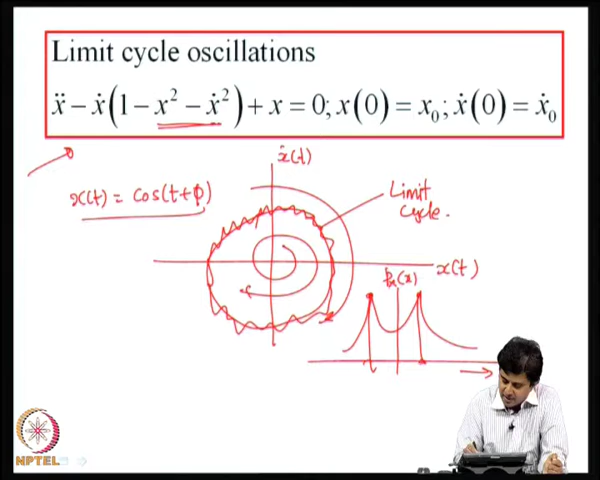 Limit cycle oscillations
ẍ − ẋ(1 − x² − ẋ²) + x = 0; x(0) = x₀; ẋ(0) = ẋ₀
ẋ(t)
x(t) = cos(t+φ)
Limit
cycle.
x(t)
pₓ(x)
NPTEL